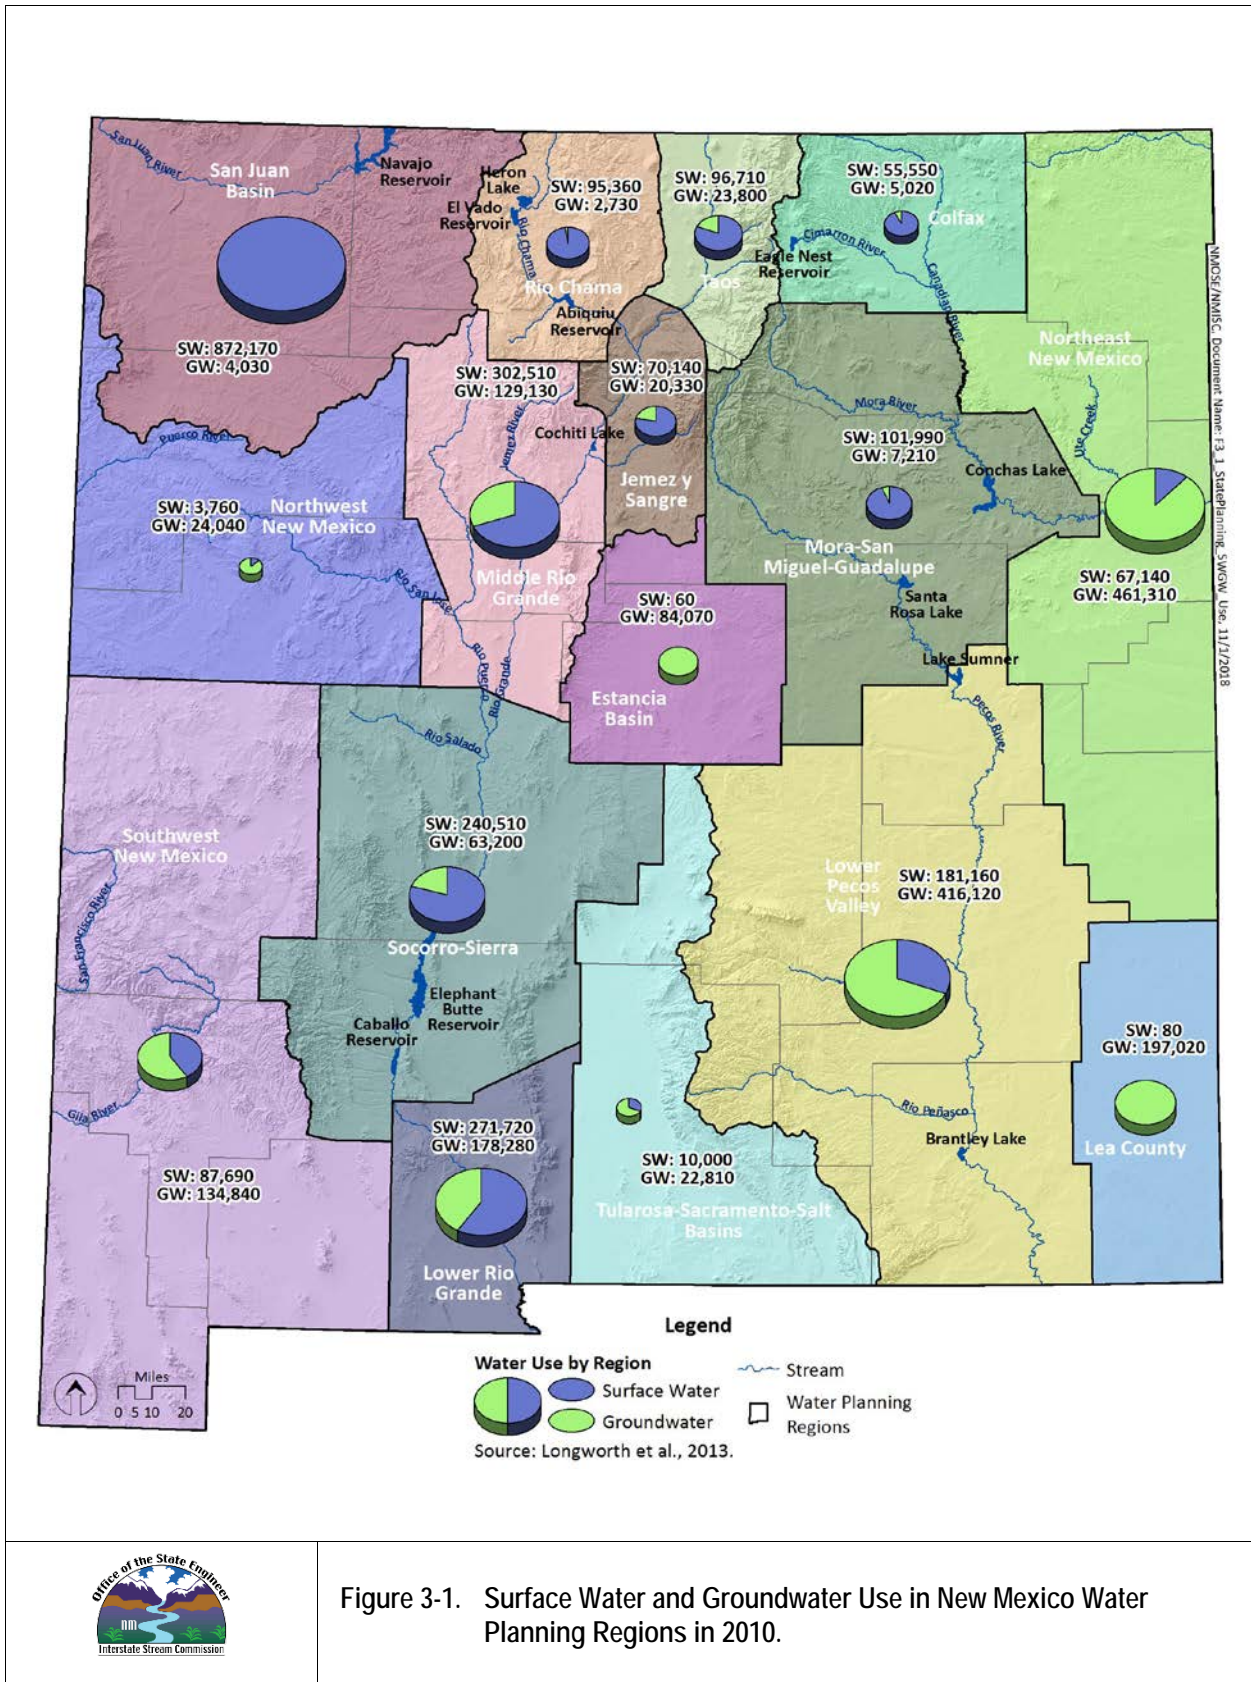 San Juan River
San Juan
Basin
Navajo
Reservoir
SW: 872,170
GW: 4,030
Heron
Lake
El Vado
Reservoir
Rio Chama
SW: 95,360
GW: 2,730
Rio Chama
Abiquiu
Reservoir
SW: 96,710
GW: 23,800
Taos
SW: 55,550
GW: 5,020
Colfax
Cimarron River
Eagle Nest
Reservoir
Canadian River
Northeast
New Mexico
Ute Creek
SW: 67,140
GW: 461,310
NMOSE/NMISC, Document Name: F3_1_StatePlanning_SWGW_Use, 11/1/2018
SW: 302,510
GW: 129,130
Jemez River
Cochiti Lake
Middle Rio
Grande
SW: 70,140
GW: 20,330
Jemez y
Sangre
Mora River
SW: 101,990
GW: 7,210
Conchas Lake
Mora-San
Miguel-Guadalupe
Santa
Rosa Lake
Puerco River
SW: 3,760
GW: 24,040
Northwest
New Mexico
Rio San Jose
Rio Puerco
Rio Grande
SW: 60
GW: 84,070
Estancia
Basin
Lake Sumner
Pecos River
Rio Salado
SW: 240,510
GW: 63,200
Socorro-Sierra
Elephant
Butte
Reservoir
Caballo
Reservoir
Southwest
New Mexico
San Francisco River
Gila River
SW: 87,690
GW: 134,840
Lower
Pecos
Valley
SW: 181,160
GW: 416,120
Rio Peñasco
Brantley Lake
SW: 80
GW: 197,020
Lea County
SW: 271,720
GW: 178,280
Lower Rio
Grande
SW: 10,000
GW: 22,810
Tularosa-Sacramento-Salt
Basins
Legend
Water Use by Region
Surface Water
Groundwater
Stream
Water Planning
Regions
Source: Longworth et al., 2013.
Miles
0 5 10 20
Office of the State Engineer
nm
Interstate Stream Commission
Figure 3-1. Surface Water and Groundwater Use in New Mexico Water
Planning Regions in 2010.